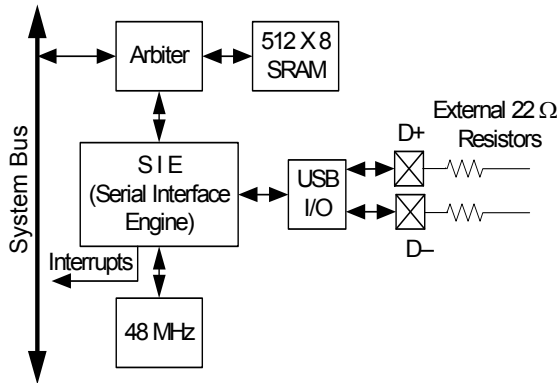 System Bus
Arbiter
512 X 8
SRAM
S I E
(Serial Interface
Engine)
USB
I/O
D+
D–
External 22 Ω
Resistors
Interrupts
48 MHz